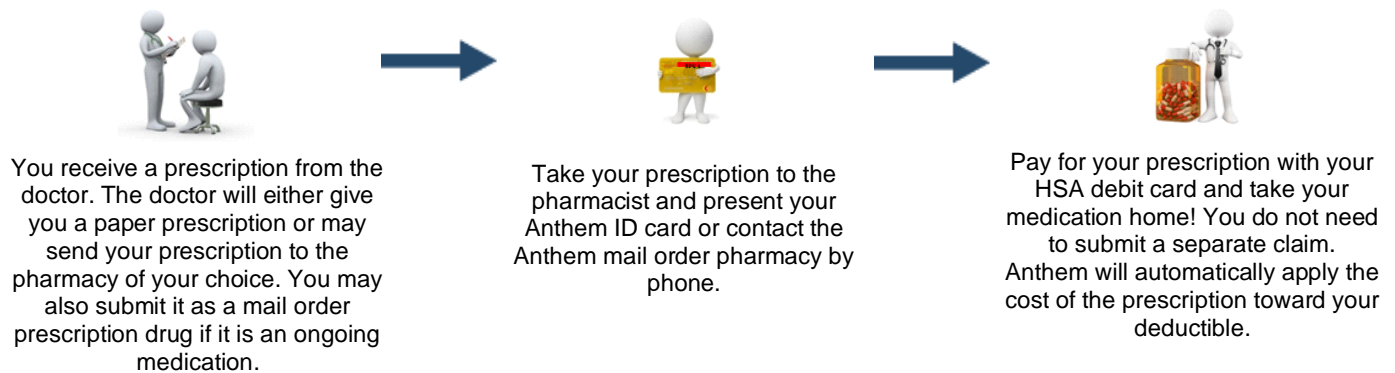 You receive a prescription from the
doctor. The doctor will either give
you a paper prescription or may
send your prescription to the
pharmacy of your choice. You may
also submit it as a mail order
prescription drug if it is an ongoing
medication.
Take your prescription to the
pharmacist and present your
Anthem ID card or contact the
Anthem mail order pharmacy by
phone.
Pay for your prescription with your
HSA debit card and take your
medication home! You do not need
to submit a separate claim.
Anthem will automatically apply the
cost of the prescription toward your
deductible.